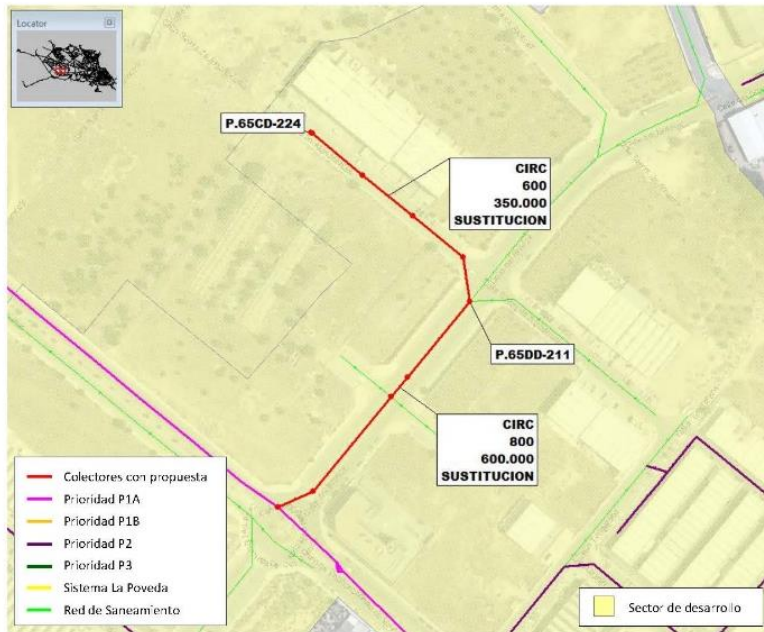 Locator
P.65CD-224
CIRC
600
350.000
SUSTITUCION
P.65DD-211
CIRC
800
600.000
SUSTITUCION
Colectores con propuesta
Prioridad P1A
Prioridad P1B
Prioridad P2
Prioridad P3
Sistema La Poveda
Red de Saneamiento
Sector de desarrollo